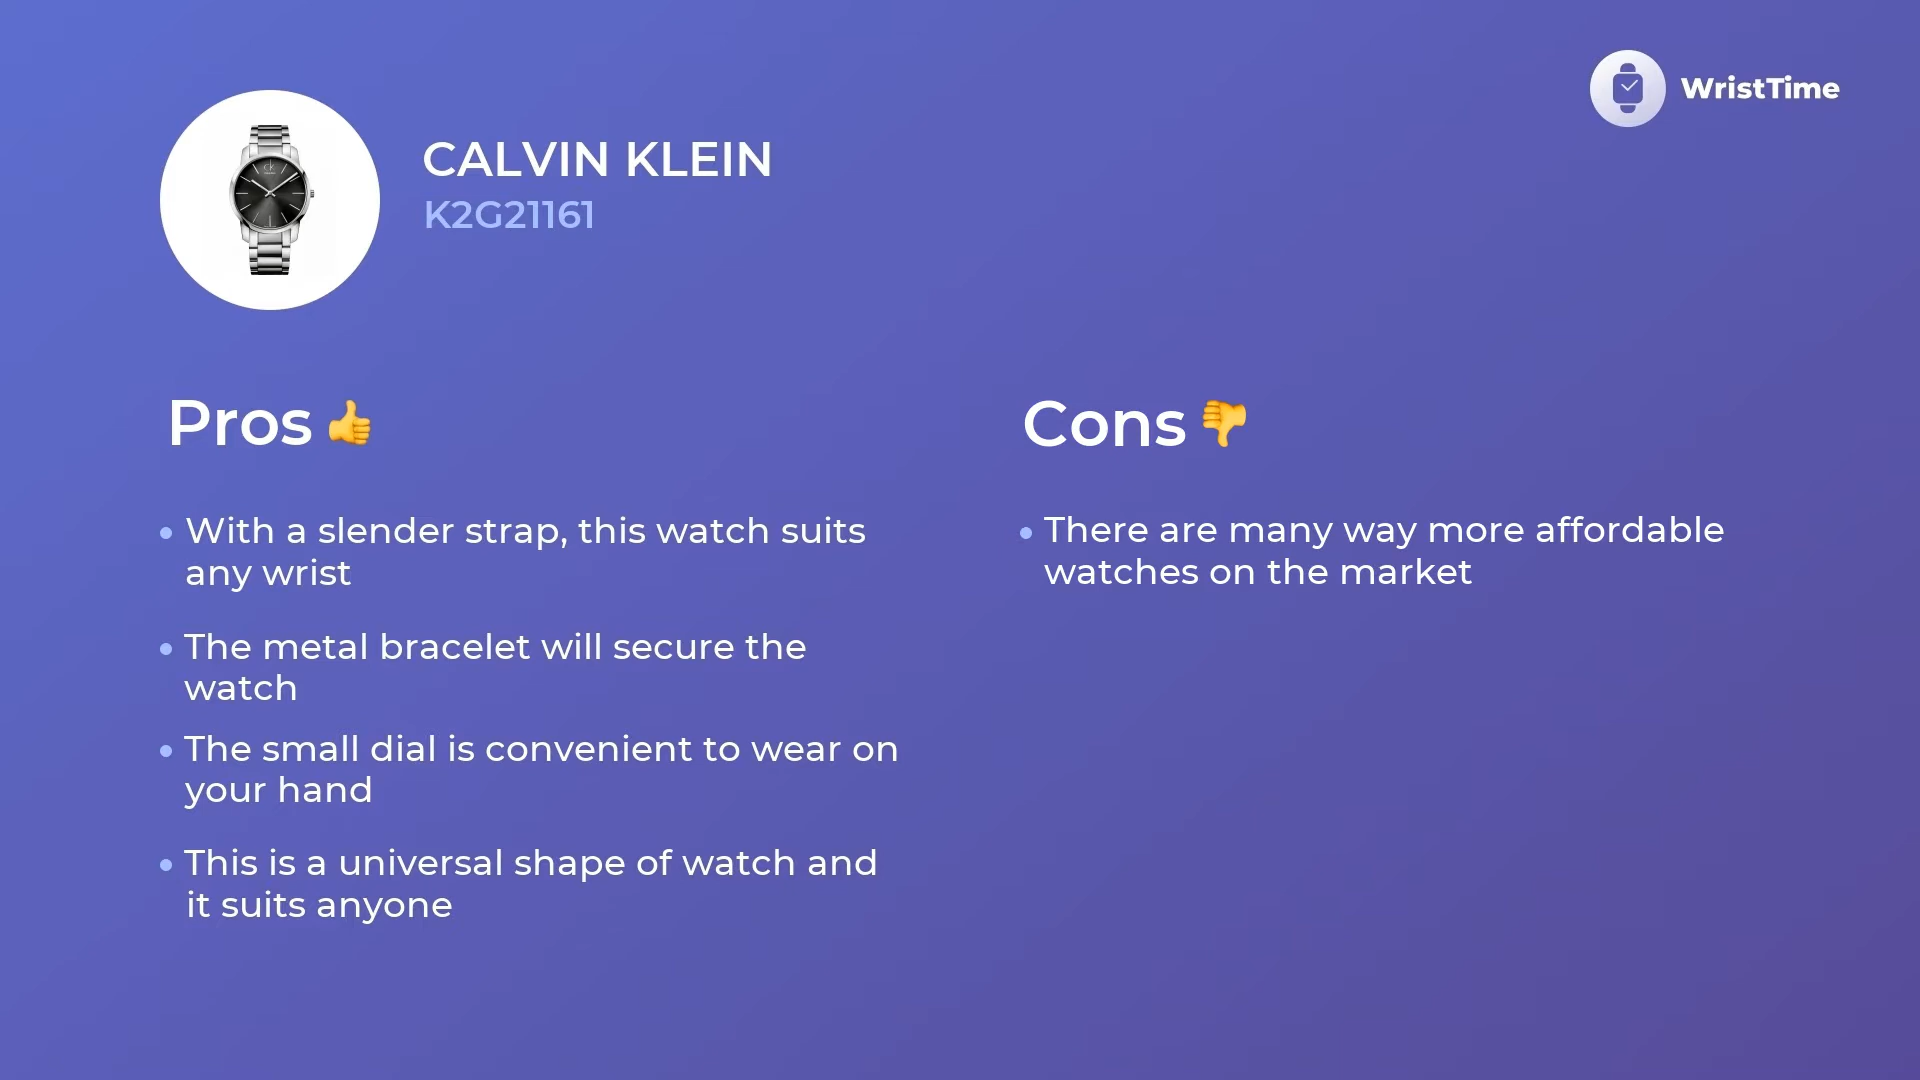 WristTime
CALVIN KLEIN
K2G21161
Pros 👍
With a slender strap, this watch suits
any wrist
The metal bracelet will secure the
watch
The small dial is convenient to wear on
your hand
This is a universal shape of watch and
it suits anyone
Cons 👎
There are many way more affordable
watches on the market